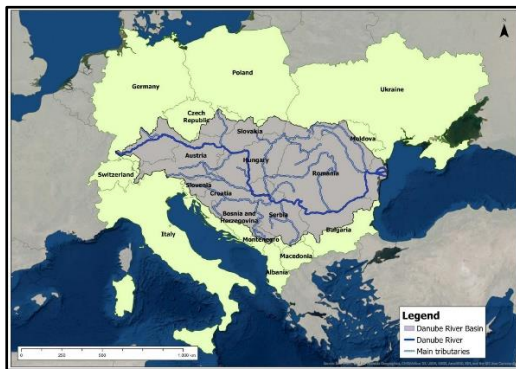 N
Germany
Poland
Ukraine
Czech
Republic
Slovakia
Moldova
Austria
Hungary
Switzerland
Romania
Slovenia
Croatia
Bosnia and
Herzegovina
Serbia
Italy
Montenegro
Bulgaria
Macedonia
Albania
Legend
Danube River Basin
Danube River
Main tributaries
0 250 500 1 000 km